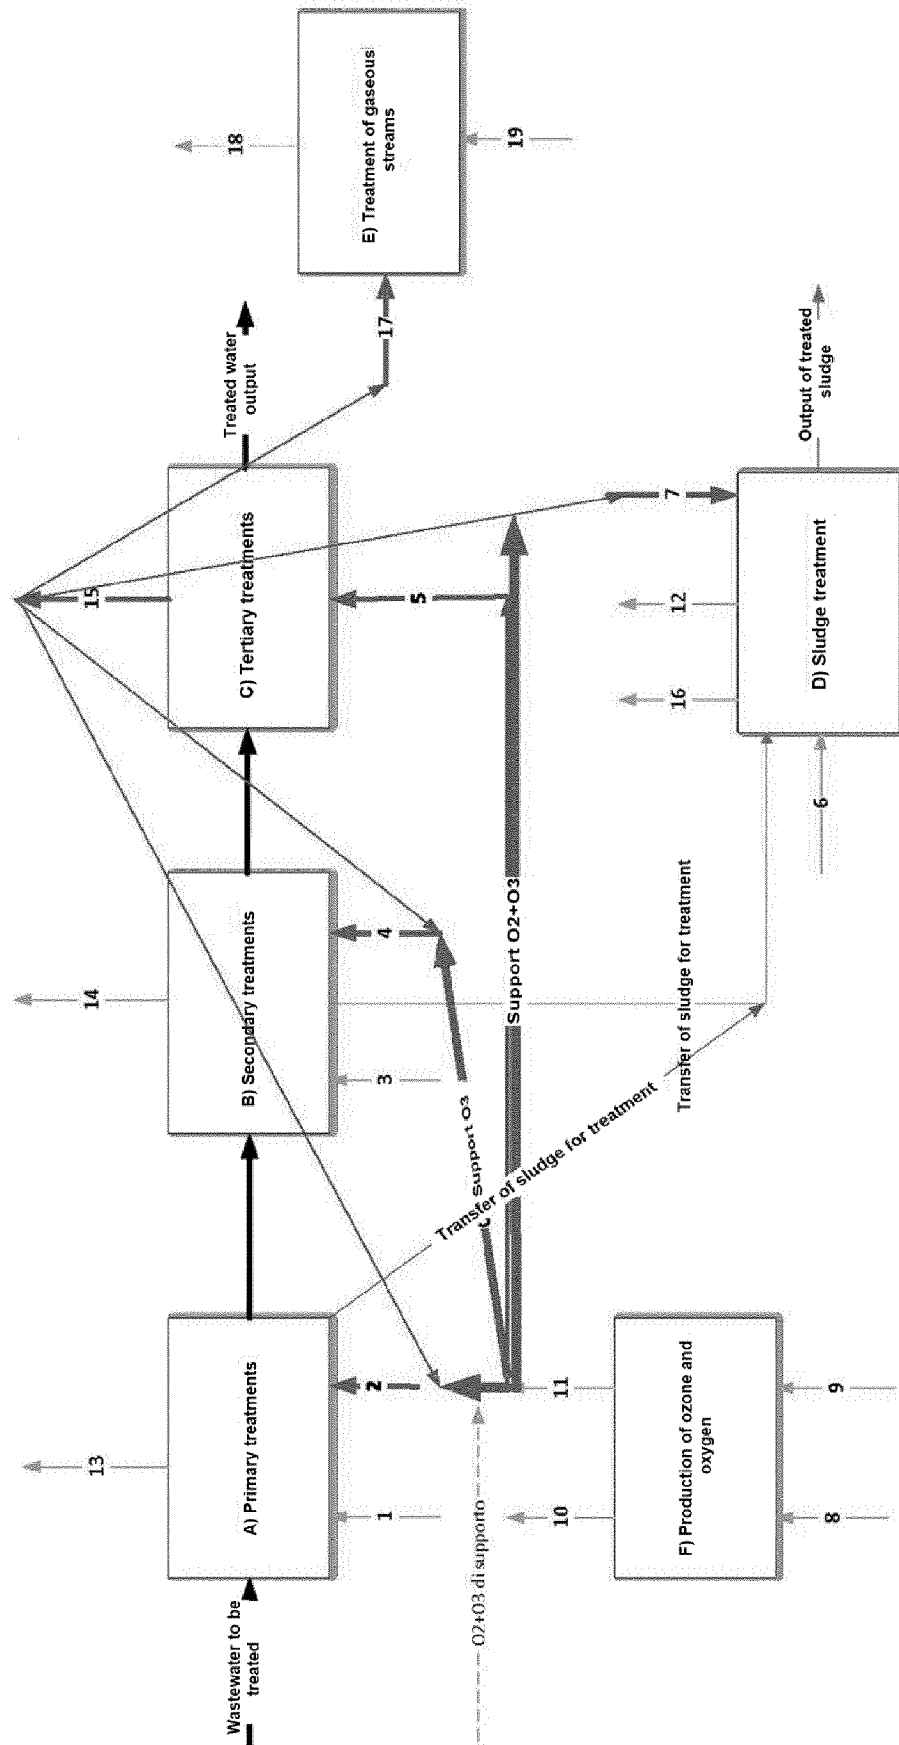 Wastewater to be
treated
A) Primary treatments
13
1
2
B) Secondary treatments
14
3
4
C) Tertiary treatments
15
5
Treated water
output
E) Treatment of gaseous
streams
17
18
19
O2+O3 di supporto
Support O3
Support O2+O3
Transfer of sludge for treatment
Transfer of sludge for treatment
F) Production of ozone and
oxygen
8
9
10
11
D) Sludge treatment
6
16
12
7
Output of treated
sludge